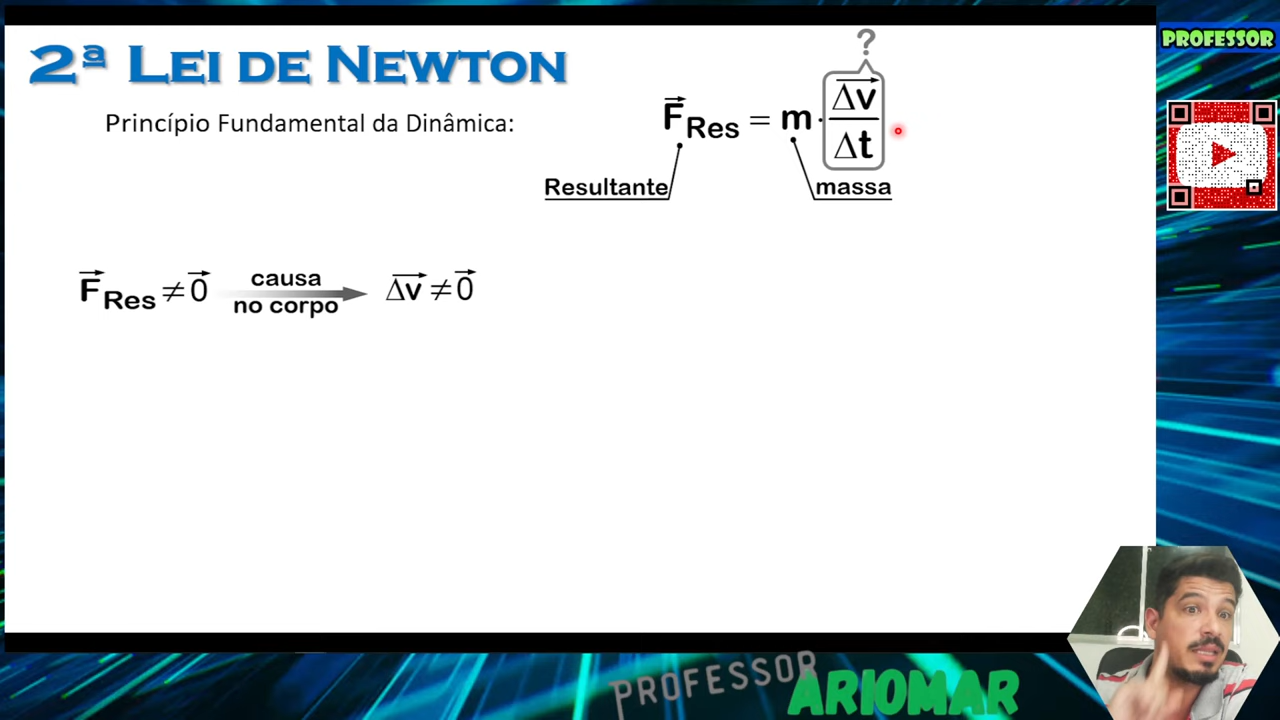 2ª LEI DE NEWTON
Princípio Fundamental da Dinâmica:
?
F⃗Res = m · Δv⃗/Δt
Resultante
massa
F⃗Res ≠ 0⃗ causa no corpo Δv⃗ ≠ 0⃗
PROFESSOR
PROFESSOR
ARIOMAR